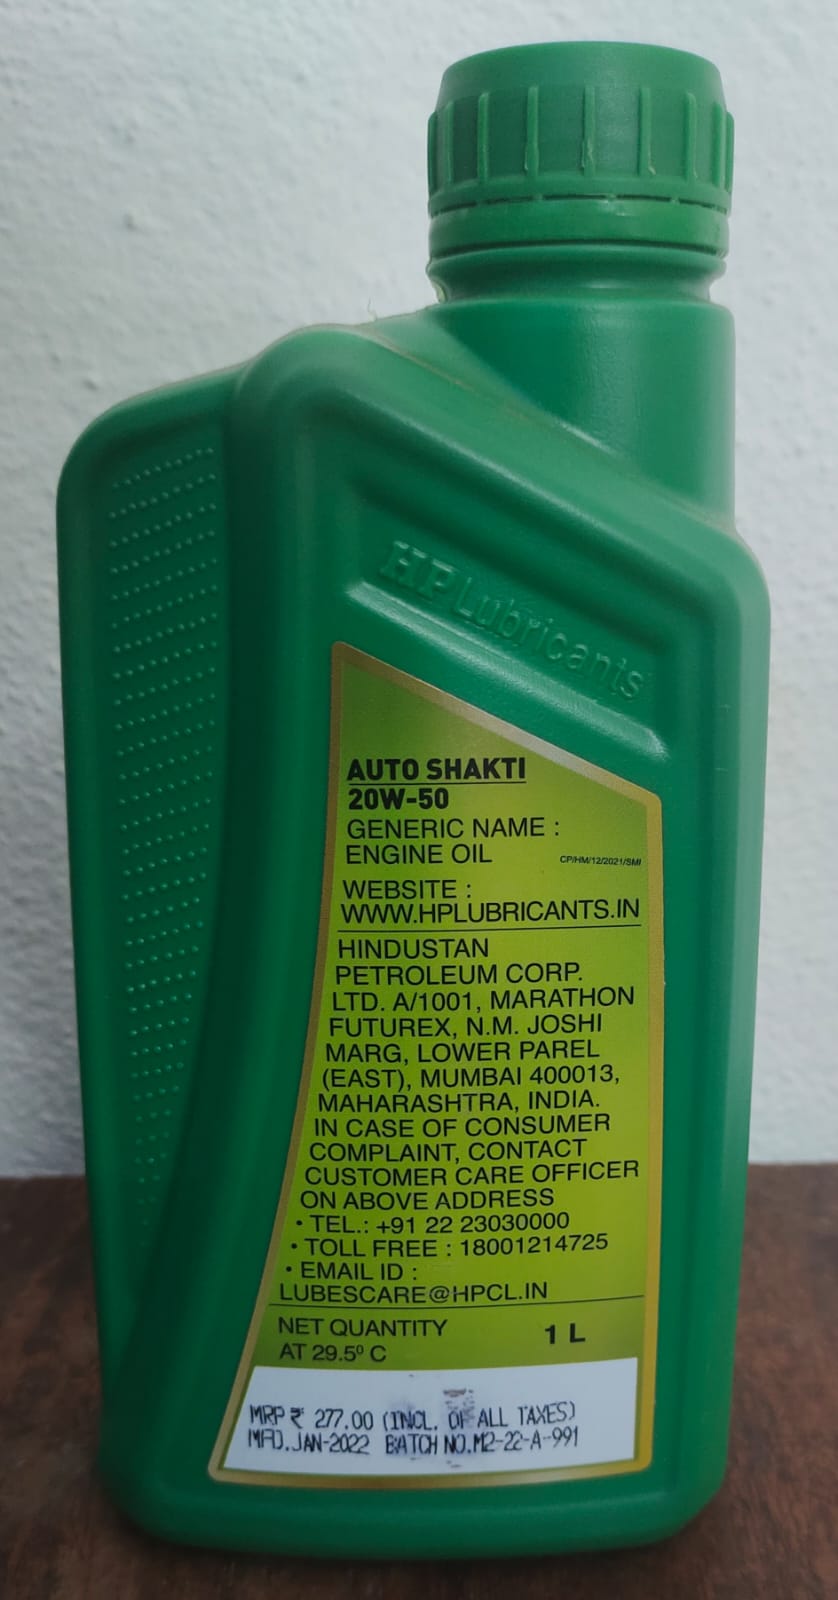 HP Lubricants
AUTO SHAKTI
20W-50
GENERIC NAME :
ENGINE OIL
CP/HM/12/2021/SMI
WEBSITE :
WWW.HPLUBRICANTS.IN
HINDUSTAN
PETROLEUM CORP.
LTD. A/1001, MARATHON
FUTUREX, N.M. JOSHI
MARG, LOWER PAREL
(EAST), MUMBAI 400013,
MAHARASHTRA, INDIA.
IN CASE OF CONSUMER
COMPLAINT, CONTACT
CUSTOMER CARE OFFICER
ON ABOVE ADDRESS
• TEL.: +91 22 23030000
• TOLL FREE : 18001214725
• EMAIL ID :
LUBESCARE@HPCL.IN
NET QUANTITY 1 L
AT 29.5⁰ C
MRP ₹ 277.00 (INCL. OF ALL TAXES)
MFD.JAN-2022 BATCH NO.M2-22-A-991